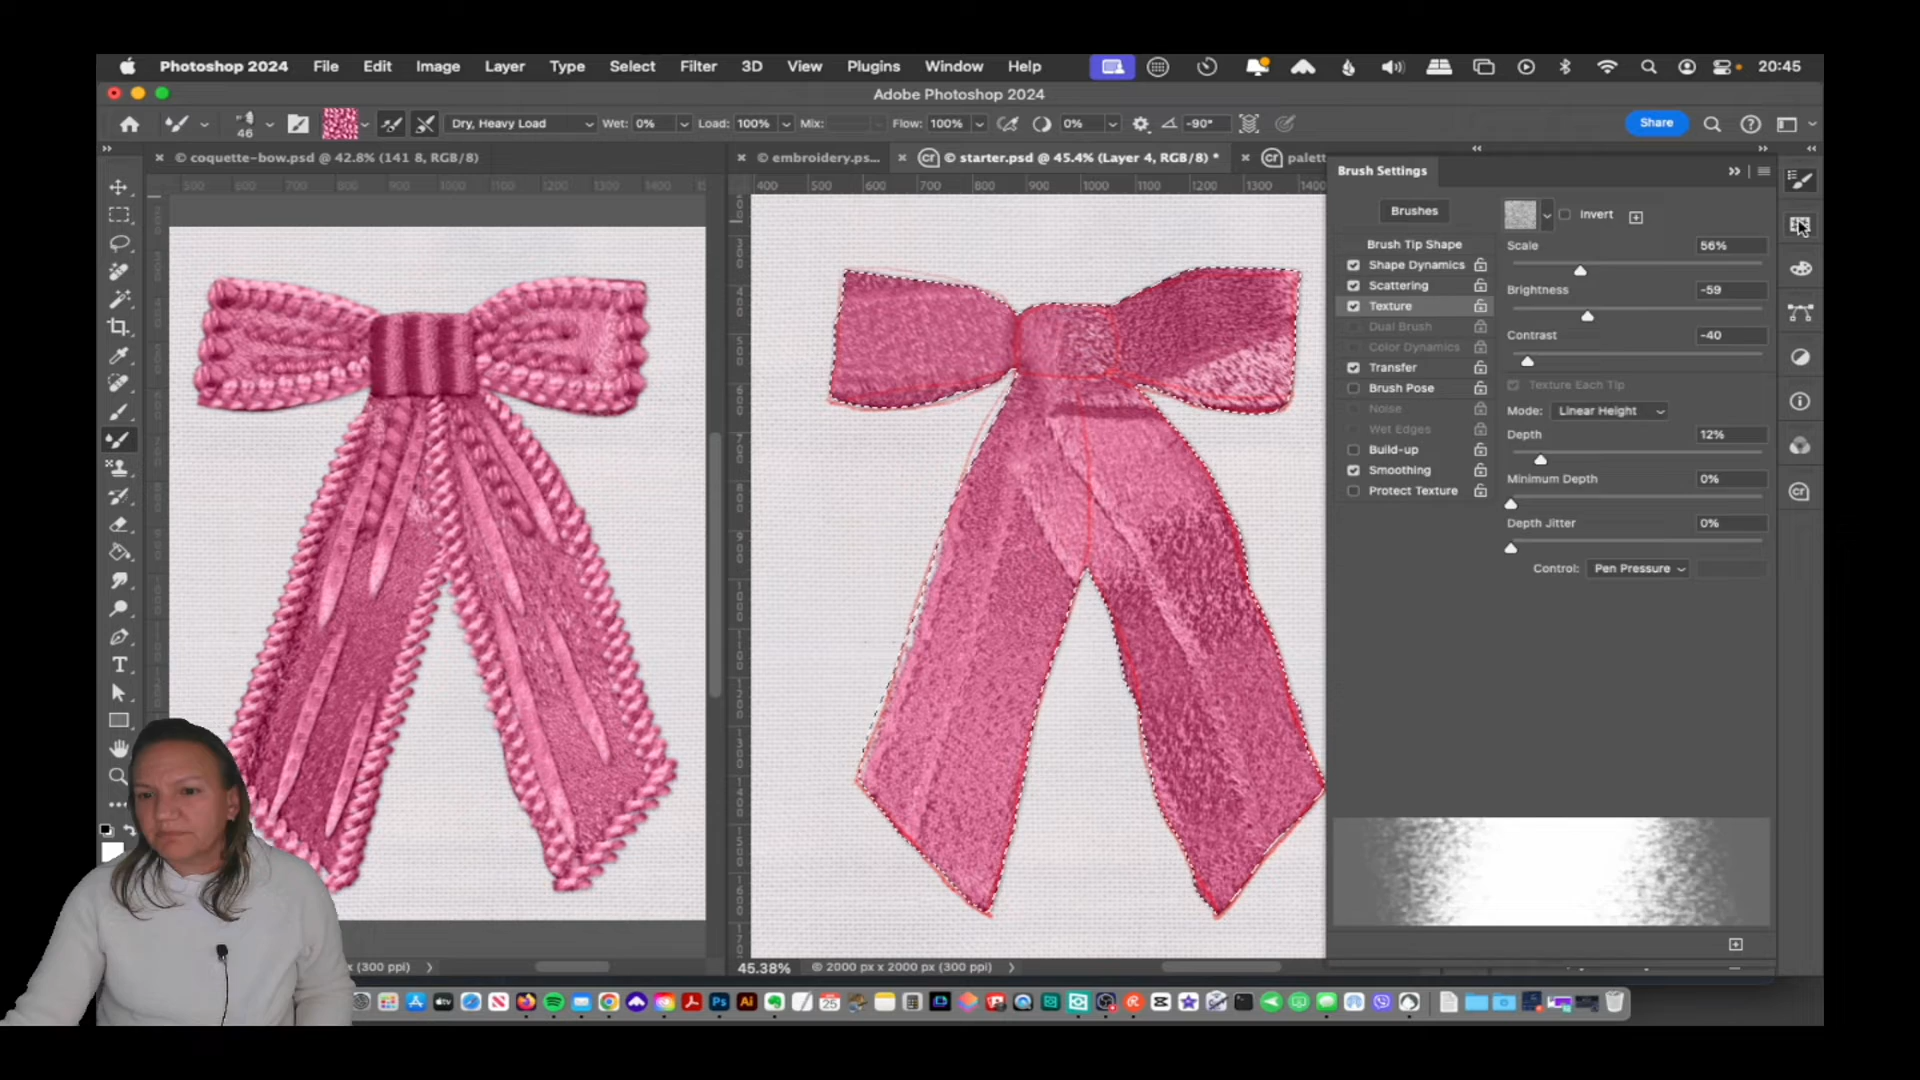 Photoshop 2024 File Edit Image Layer Type Select Filter 3D View Plugins Window Help 20:45
Adobe Photoshop 2024
46 Dry, Heavy Load Wet: 0% Load: 100% Mix: Flow: 100% 0% -90° Share
© coquette-bow.psd @ 42.8% (141 8, RGB/8)
© embroidery.ps...
© starter.psd @ 45.4% (Layer 4, RGB/8) *
palett
Brush Settings
Brushes
Invert
Brush Tip Shape
Shape Dynamics
Scattering
Texture
Dual Brush
Color Dynamics
Transfer
Brush Pose
Noise
Wet Edges
Build-up
Smoothing
Protect Texture
Scale 56%
Brightness -59
Contrast -40
Texture Each Tip
Mode: Linear Height
Depth 12%
Minimum Depth 0%
Depth Jitter 0%
Control: Pen Pressure
(300 ppi)
45.38% © 2000 px x 2000 px (300 ppi)